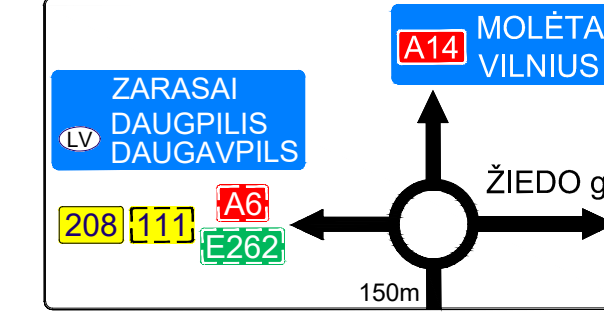 MOLĖTA
A14
VILNIUS
ZARASAI
LV
DAUGPILIS
DAUGAVPILS
ŽIEDO g
A6
208
111
E262
150m